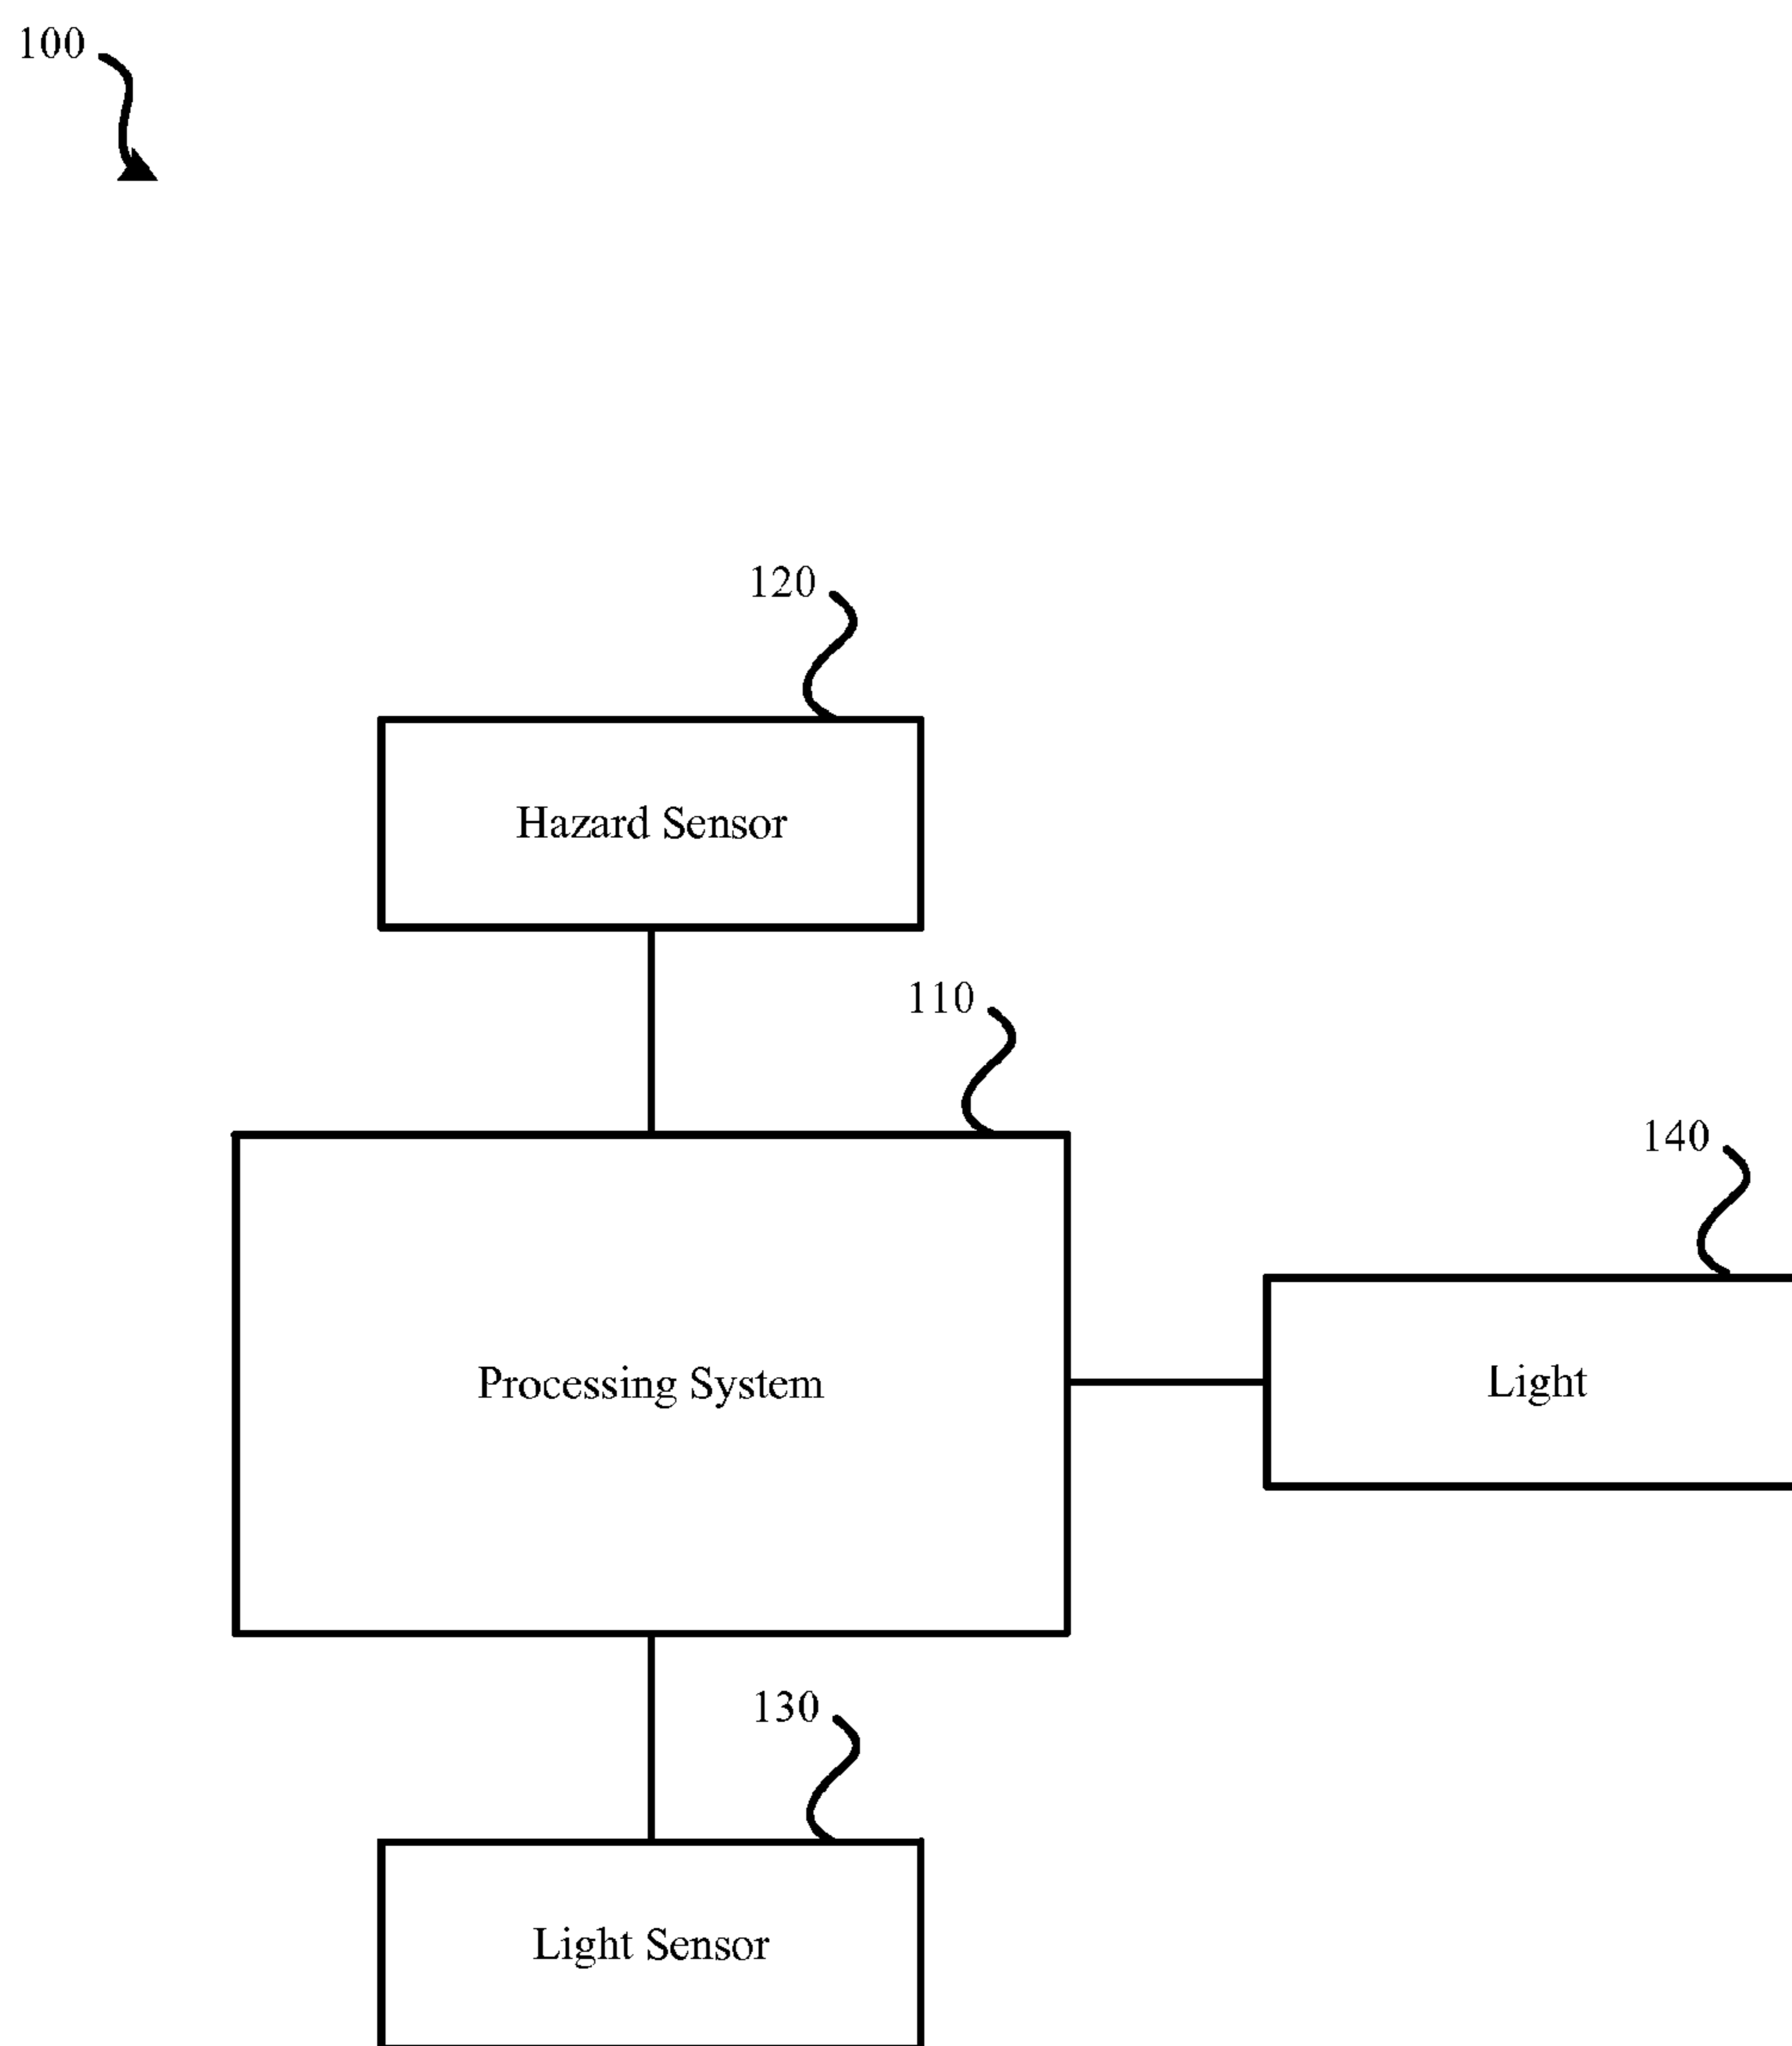 100
120
Hazard Sensor
110
140
Processing System
Light
130
Light Sensor